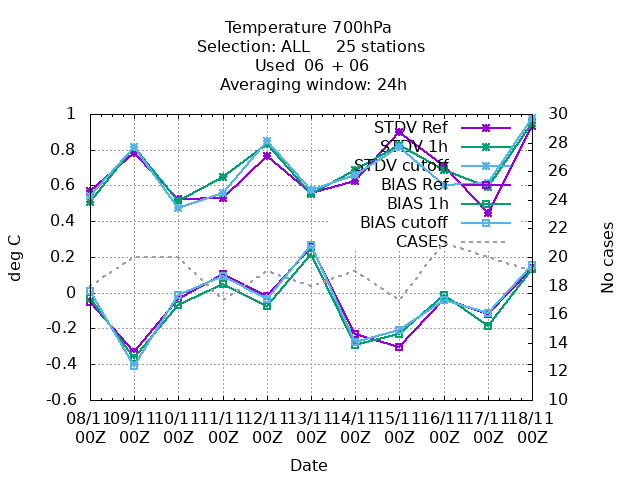 Temperature 700hPa
Selection: ALL 25 stations
Used 06 + 06
Averaging window: 24h
1
0.8
0.6
0.4
0.2
0
-0.2
-0.4
-0.6
deg C
30
28
26
24
22
20
18
16
14
12
10
No cases
STDV Ref
STDV 1h
STDV cutoff
BIAS Ref
BIAS 1h
BIAS cutoff
CASES
08/11 09/11 10/11 11/11 12/11 13/11 14/11 15/11 16/11 17/11 18/11
00Z 00Z 00Z 00Z 00Z 00Z 00Z 00Z 00Z 00Z 00Z
Date